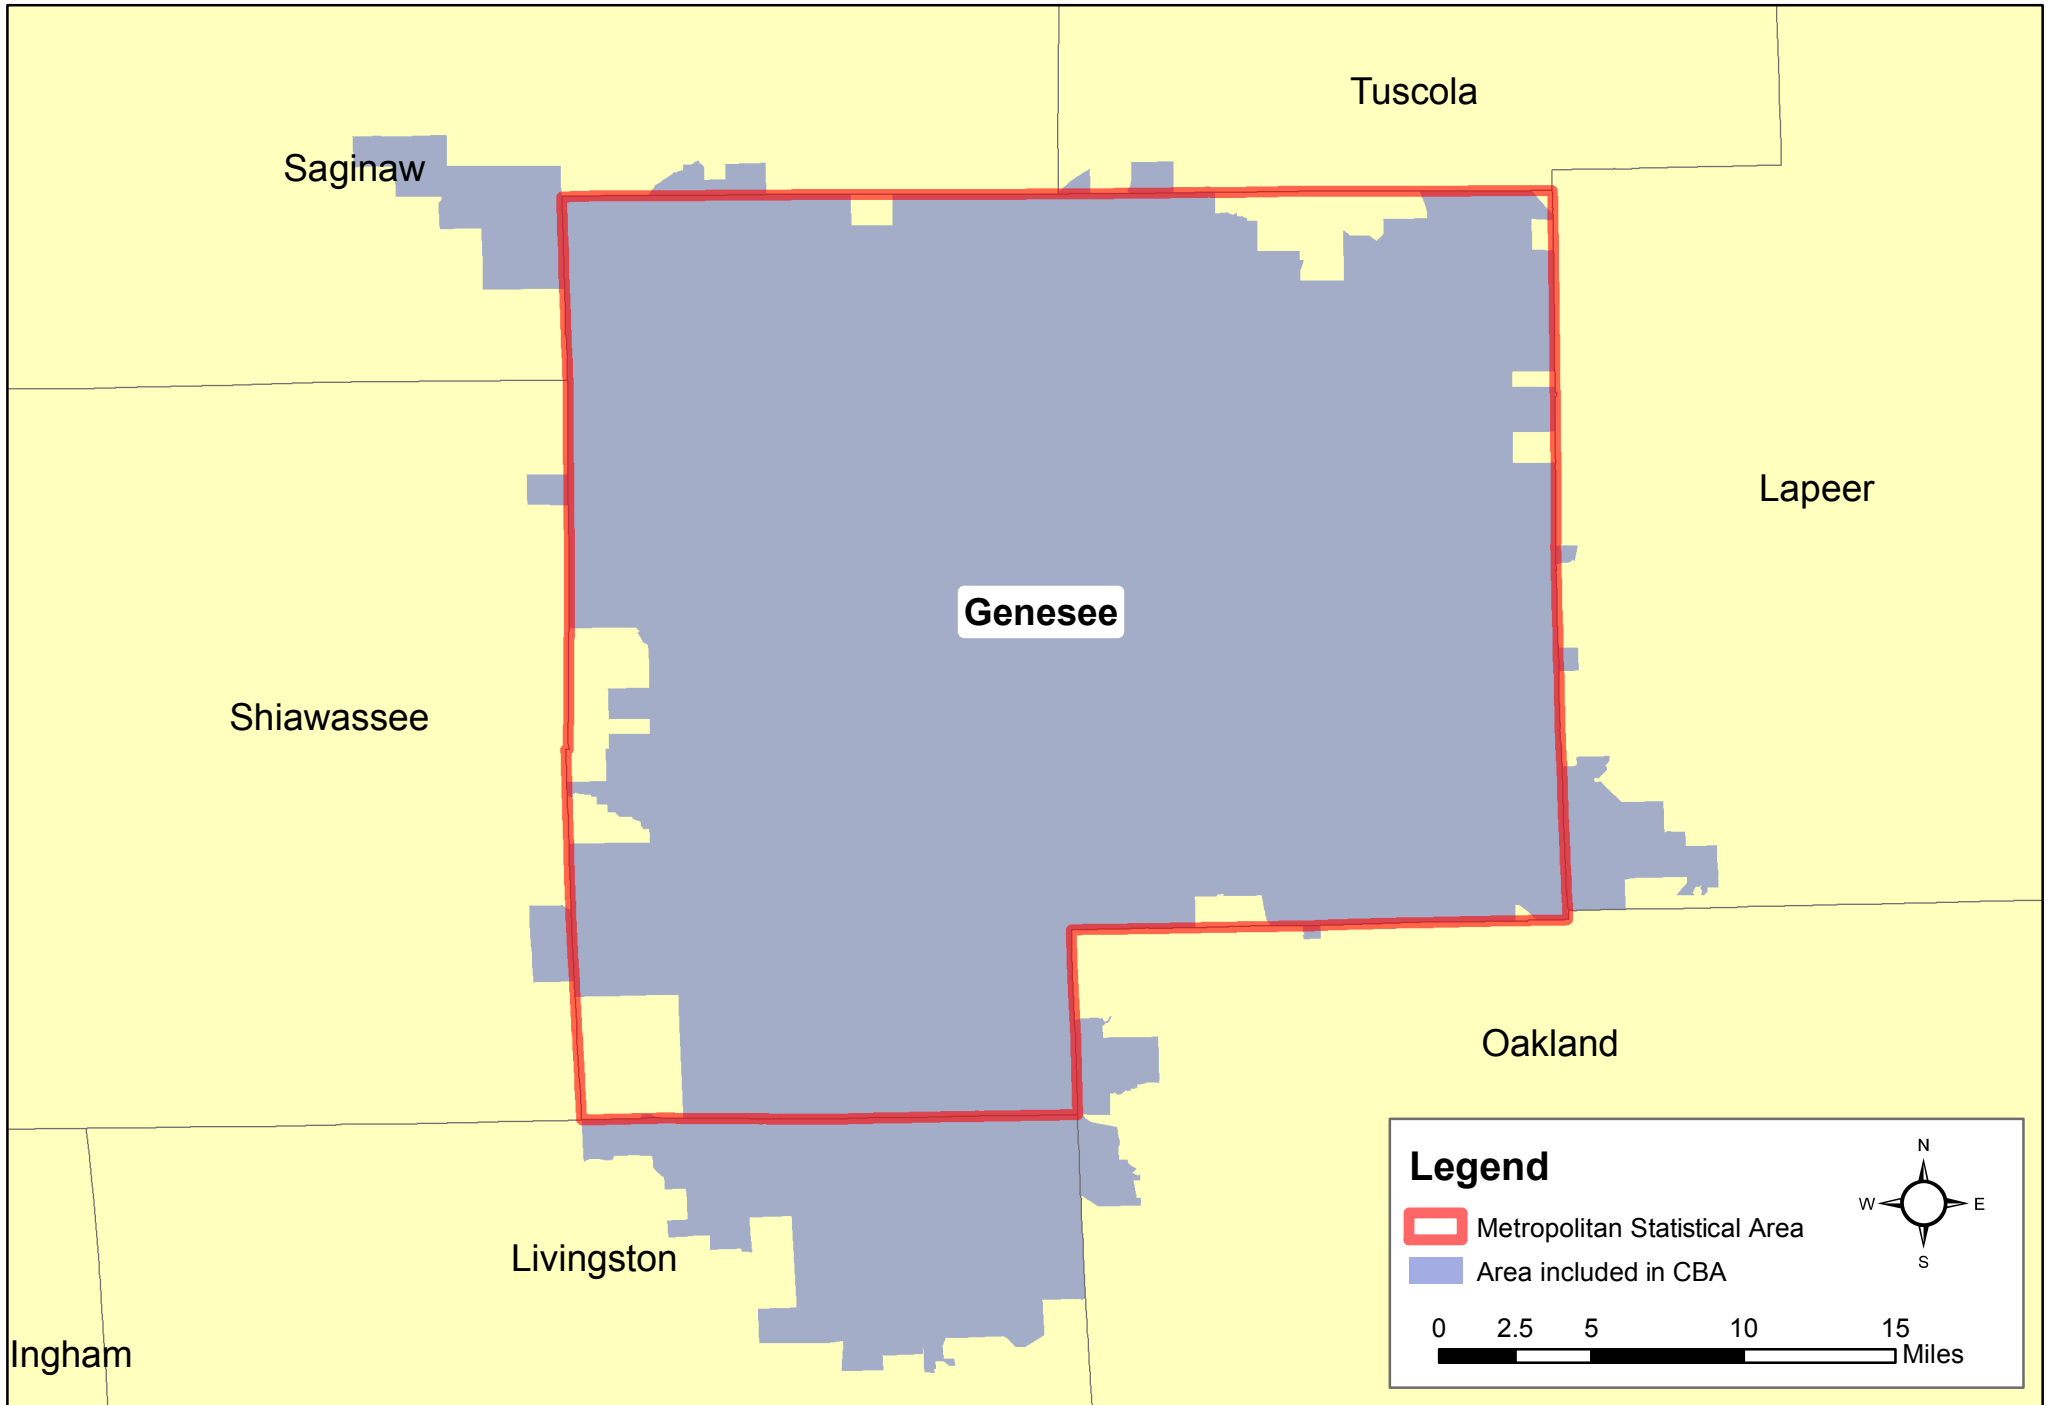 Tuscola
Saginaw
Lapeer
Genesee
Shiawassee
Oakland
Livingston
Ingham
Legend
N
W
E
S
Metropolitan Statistical Area
Area included in CBA
0 2.5 5 10 15
Miles